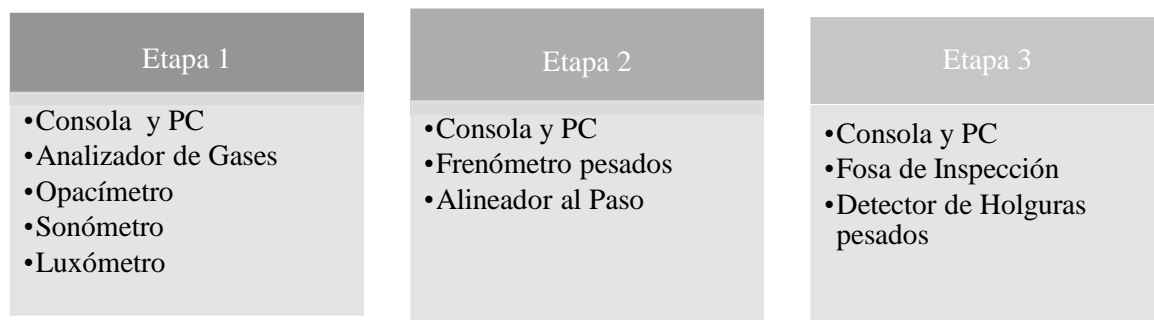 Etapa 1
•Consola y PC
•Analizador de Gases
•Opacímetro
•Sonómetro
•Luxómetro
Etapa 2
•Consola y PC
•Frenómetro pesados
•Alineador al Paso
Etapa 3
•Consola y PC
•Fosa de Inspección
•Detector de Holguras
pesados